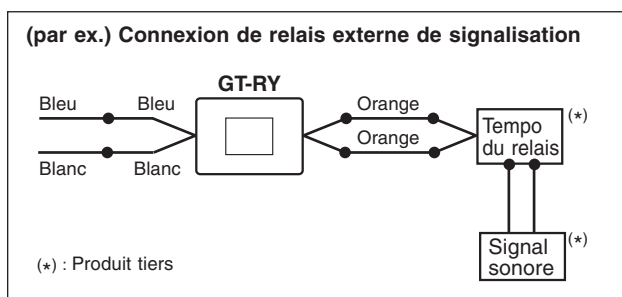 (par ex.) Connexion de relais externe de signalisation
GT-RY
Bleu
Bleu
Orange
Orange
Blanc
Blanc
Tempo
du relais
(*)
Signal
sonore
(*)
(*) : Produit tiers